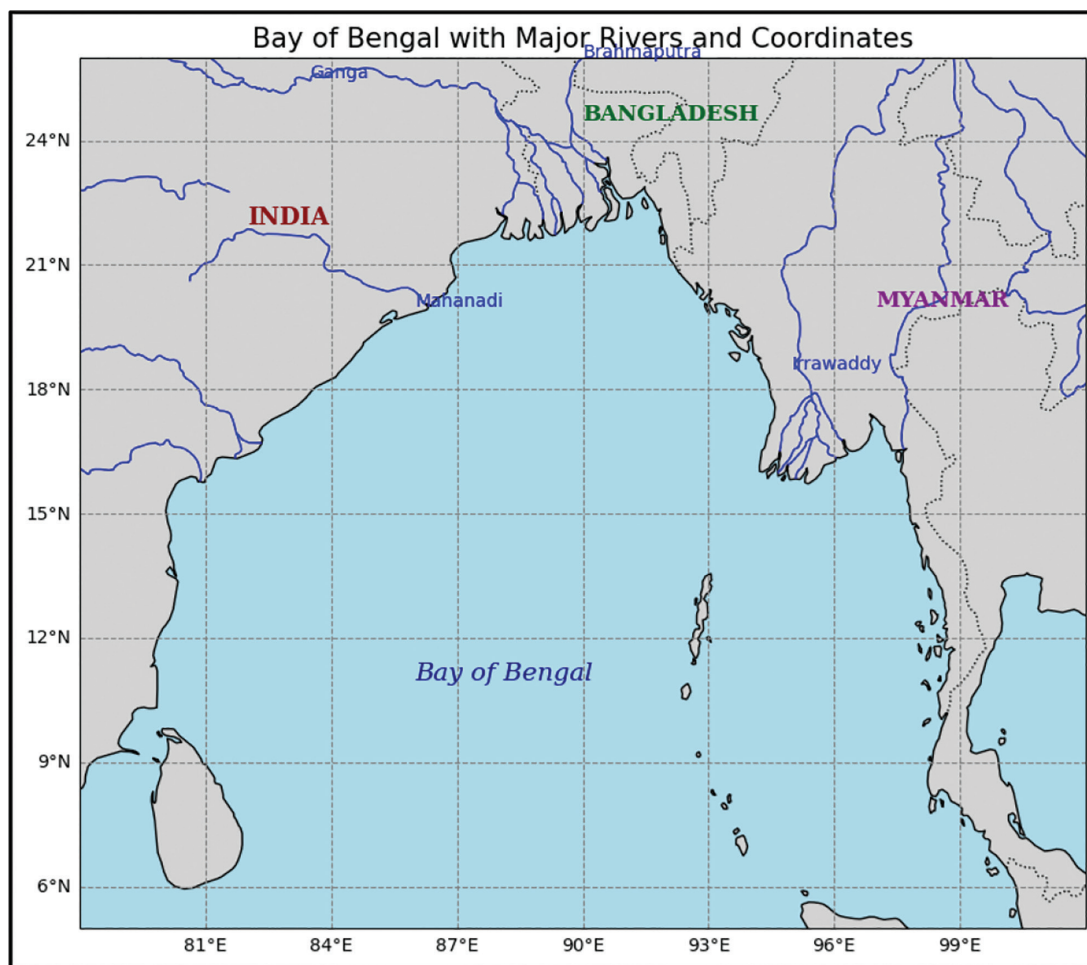 Bay of Bengal with Major Rivers and Coordinates
Brahmaputra
Ganga
BANGLADESH
24°N
INDIA
21°N
Mahanadi
MYANMAR
Irrawaddy
18°N
15°N
12°N
Bay of Bengal
9°N
6°N
81°E 84°E 87°E 90°E 93°E 96°E 99°E